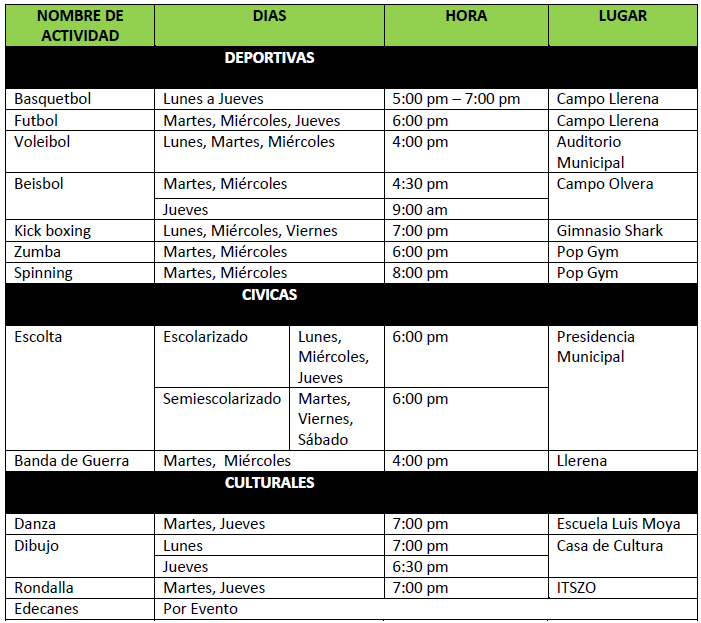 NOMBRE DE ACTIVIDAD DIAS HORA LUGAR
DEPORTIVAS
Basquetbol Lunes a Jueves 5:00 pm – 7:00 pm Campo Llerena
Futbol Martes, Miércoles, Jueves 6:00 pm Campo Llerena
Voleibol Lunes, Martes, Miércoles 4:00 pm Auditorio Municipal
Beisbol Martes, Miércoles 4:30 pm Campo Olvera
Jueves 9:00 am
Kick boxing Lunes, Miércoles, Viernes 7:00 pm Gimnasio Shark
Zumba Martes, Miércoles 6:00 pm Pop Gym
Spinning Martes, Miércoles 8:00 pm Pop Gym
CIVICAS
Escolta Escolarizado Lunes, Miércoles, Jueves 6:00 pm Presidencia Municipal
Semiescolarizado Martes, Viernes, Sábado 6:00 pm
Banda de Guerra Martes, Miércoles 4:00 pm Llerena
CULTURALES
Danza Martes, Jueves 7:00 pm Escuela Luis Moya
Dibujo Lunes 7:00 pm Casa de Cultura
Jueves 6:30 pm
Rondalla Martes, Jueves 7:00 pm ITSZO
Edecanes Por Evento